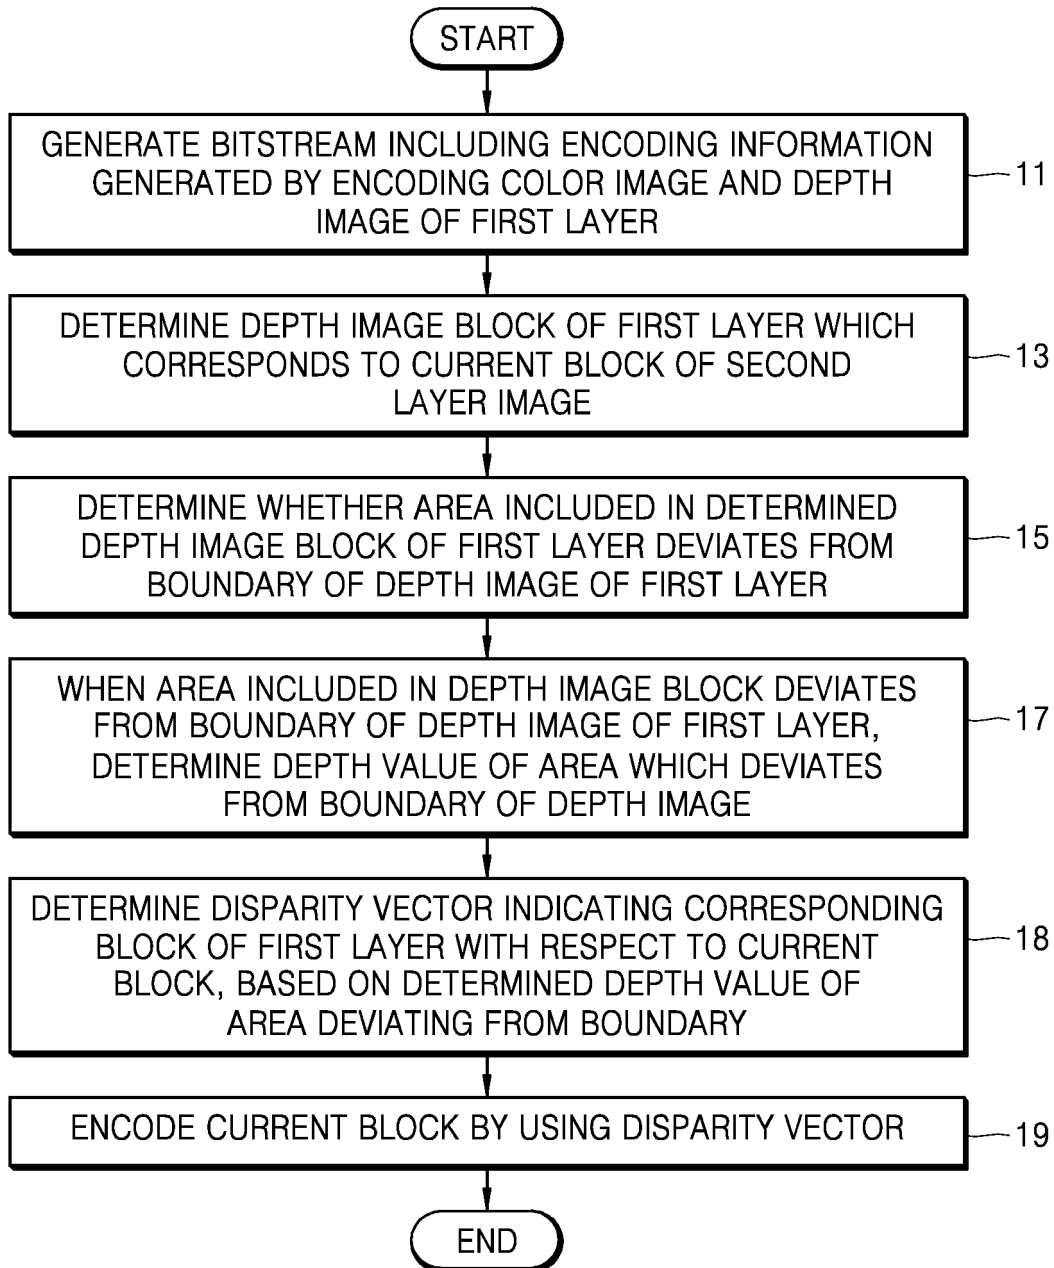 START
GENERATE BITSTREAM INCLUDING ENCODING INFORMATION
GENERATED BY ENCODING COLOR IMAGE AND DEPTH
IMAGE OF FIRST LAYER
11
DETERMINE DEPTH IMAGE BLOCK OF FIRST LAYER WHICH
CORRESPONDS TO CURRENT BLOCK OF SECOND
LAYER IMAGE
13
DETERMINE WHETHER AREA INCLUDED IN DETERMINED
DEPTH IMAGE BLOCK OF FIRST LAYER DEVIATES FROM
BOUNDARY OF DEPTH IMAGE OF FIRST LAYER
15
WHEN AREA INCLUDED IN DEPTH IMAGE BLOCK DEVIATES
FROM BOUNDARY OF DEPTH IMAGE OF FIRST LAYER,
DETERMINE DEPTH VALUE OF AREA WHICH DEVIATES
FROM BOUNDARY OF DEPTH IMAGE
17
DETERMINE DISPARITY VECTOR INDICATING CORRESPONDING
BLOCK OF FIRST LAYER WITH RESPECT TO CURRENT
BLOCK, BASED ON DETERMINED DEPTH VALUE OF
AREA DEVIATING FROM BOUNDARY
18
ENCODE CURRENT BLOCK BY USING DISPARITY VECTOR
19
END